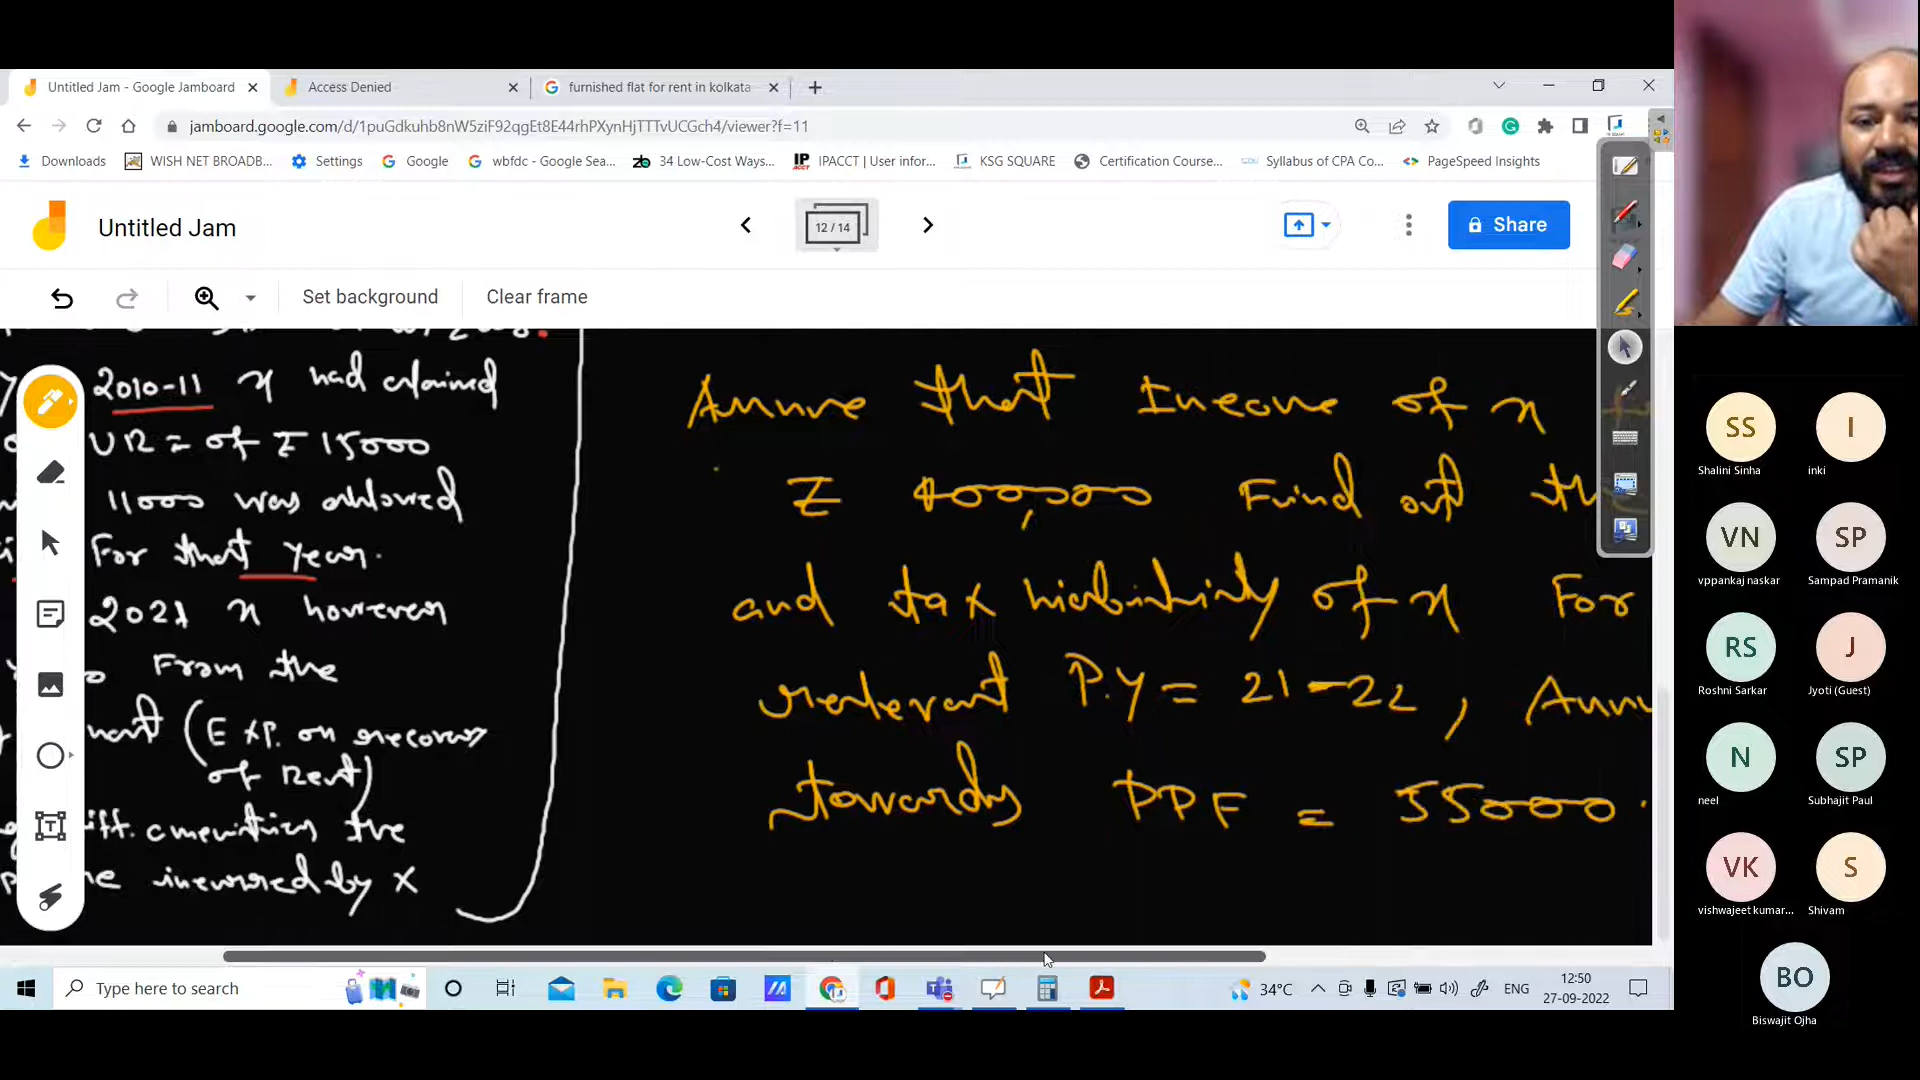 Untitled Jam - Google Jamboard
Access Denied
furnished flat for rent in kolkata
jamboard.google.com/d/1puGdkuhb8nW5ziF92qgEt8E44rhPXynHjTTTvUCGch4/viewer?f=11
Downloads
WISH NET BROADB...
Settings
Google
wbfdc - Google Sea...
34 Low-Cost Ways...
IPACCT | User infor...
KSG SQUARE
Certification Course...
Syllabus of CPA Co...
PageSpeed Insights
Untitled Jam
12 / 14
Share
Set background
Clear frame
2010-11 x had claimed
UR = of ₹ 15000
11000 was allowed
For that year.
2021 x however
From the
(EXP. on recovery
of Rent)
diff. amenities the
incurred by X
Assume that Income of x
₹ 400,000 Find out the
and tax liability of x For
relevant P.Y = 21-22,
towards PPF = 55000.
SS
Shalini Sinha
I
inki
VN
vppankaj naskar
SP
Sampad Pramanik
RS
Roshni Sarkar
J
Jyoti (Guest)
N
neel
SP
Subhajit Paul
VK
vishwajeet kumar...
S
Shivam
BO
Biswajit Ojha
Type here to search
34°C
ENG
12:50
27-09-2022